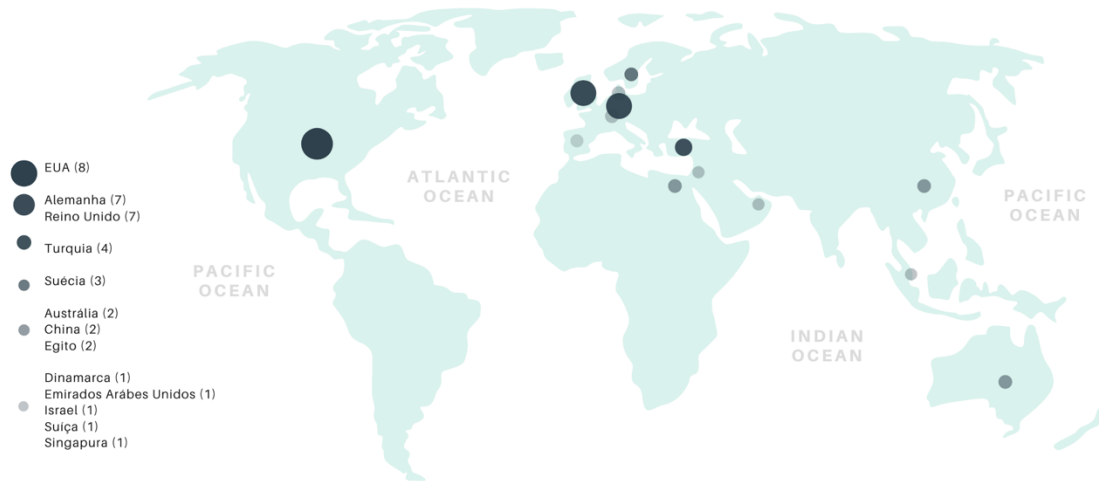 EUA (8)
Alemanha (7)
Reino Unido (7)
Turquia (4)
Suécia (3)
Austrália (2)
China (2)
Egito (2)
Dinamarca (1)
Emirados Arábes Unidos (1)
Israel (1)
Suíça (1)
Singapura (1)
ATLANTIC
OCEAN
PACIFIC
OCEAN
PACIFIC
OCEAN
INDIAN
OCEAN